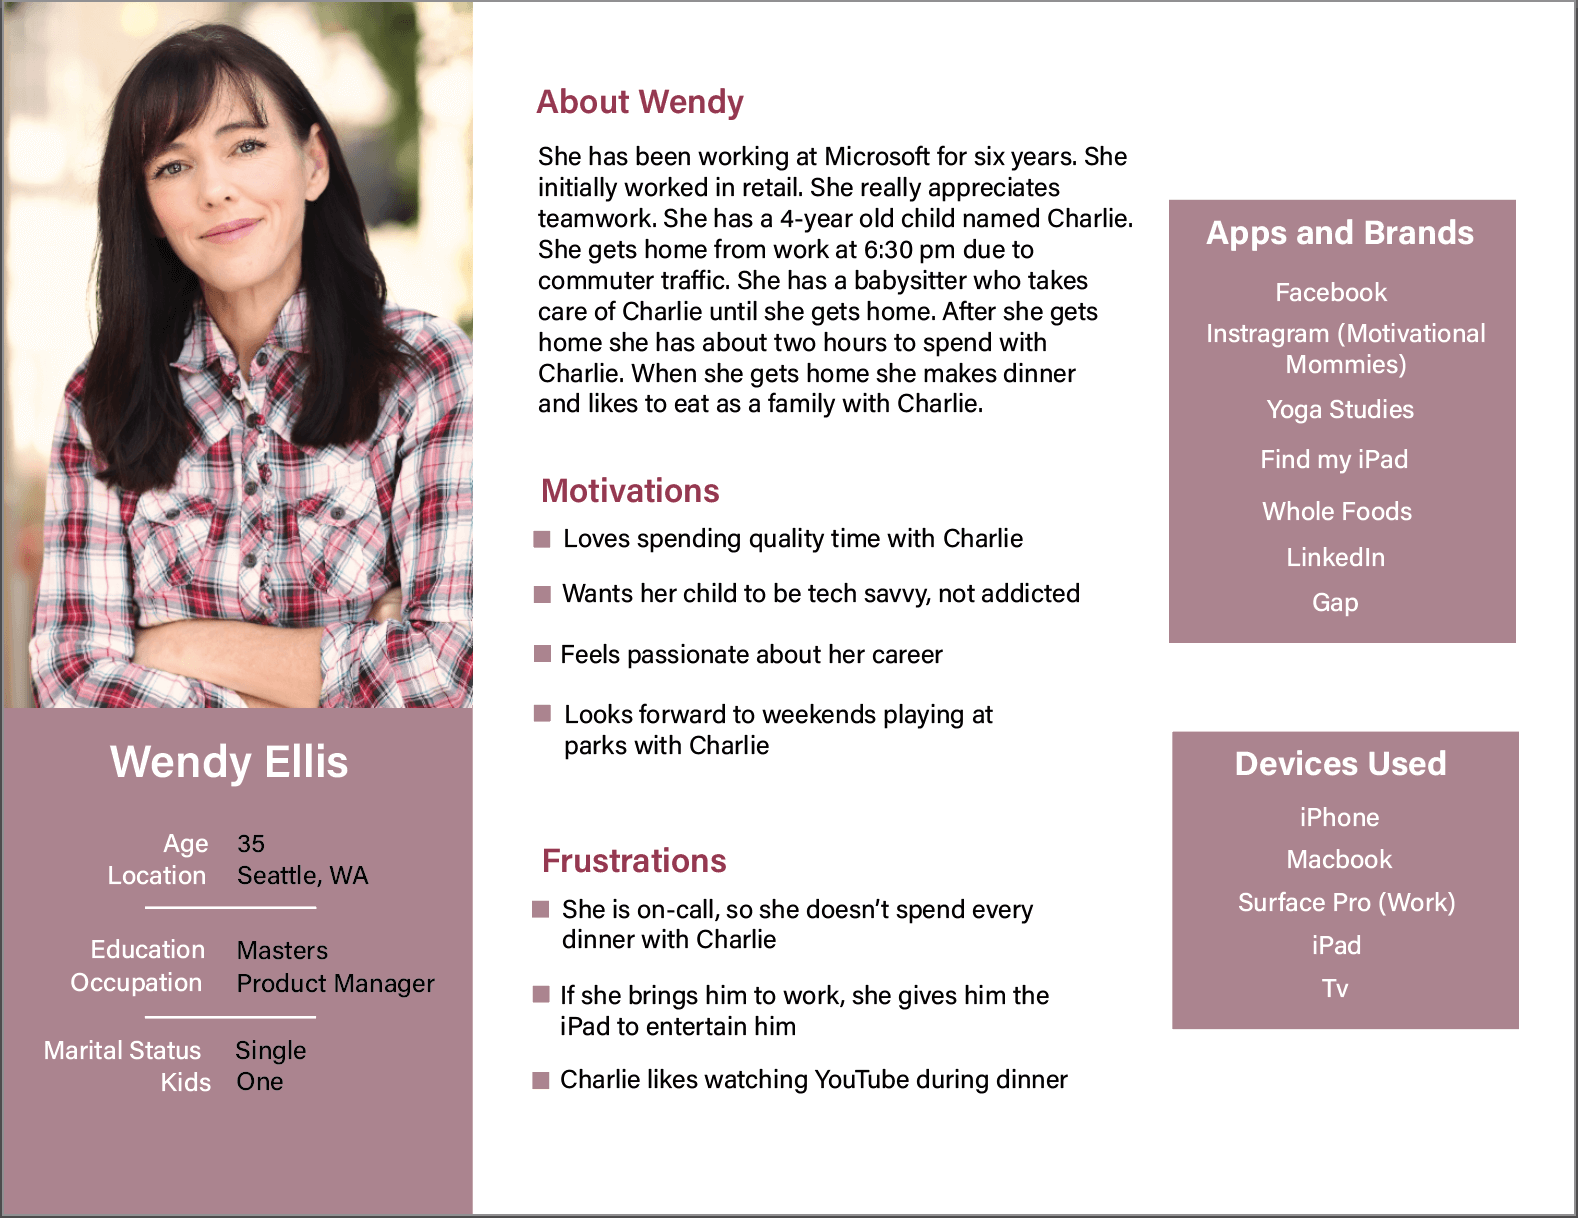 About Wendy
She has been working at Microsoft for six years. She
initially worked in retail. She really appreciates
teamwork. She has a 4-year old child named Charlie.
She gets home from work at 6:30 pm due to
commuter traffic. She has a babysitter who takes
care of Charlie until she gets home. After she gets
home she has about two hours to spend with
Charlie. When she gets home she makes dinner
and likes to eat as a family with Charlie.
Motivations
Loves spending quality time with Charlie
Wants her child to be tech savvy, not addicted
Feels passionate about her career
Looks forward to weekends playing at
parks with Charlie
Frustrations
She is on-call, so she doesn’t spend every
dinner with Charlie
If she brings him to work, she gives him the
iPad to entertain him
Charlie likes watching YouTube during dinner
Apps and Brands
Facebook
Instragram (Motivational
Mommies)
Yoga Studies
Find my iPad
Whole Foods
LinkedIn
Gap
Devices Used
iPhone
Macbook
Surface Pro (Work)
iPad
Tv
Wendy Ellis
Age 35
Location Seattle, WA
Education Masters
Occupation Product Manager
Marital Status Single
Kids One